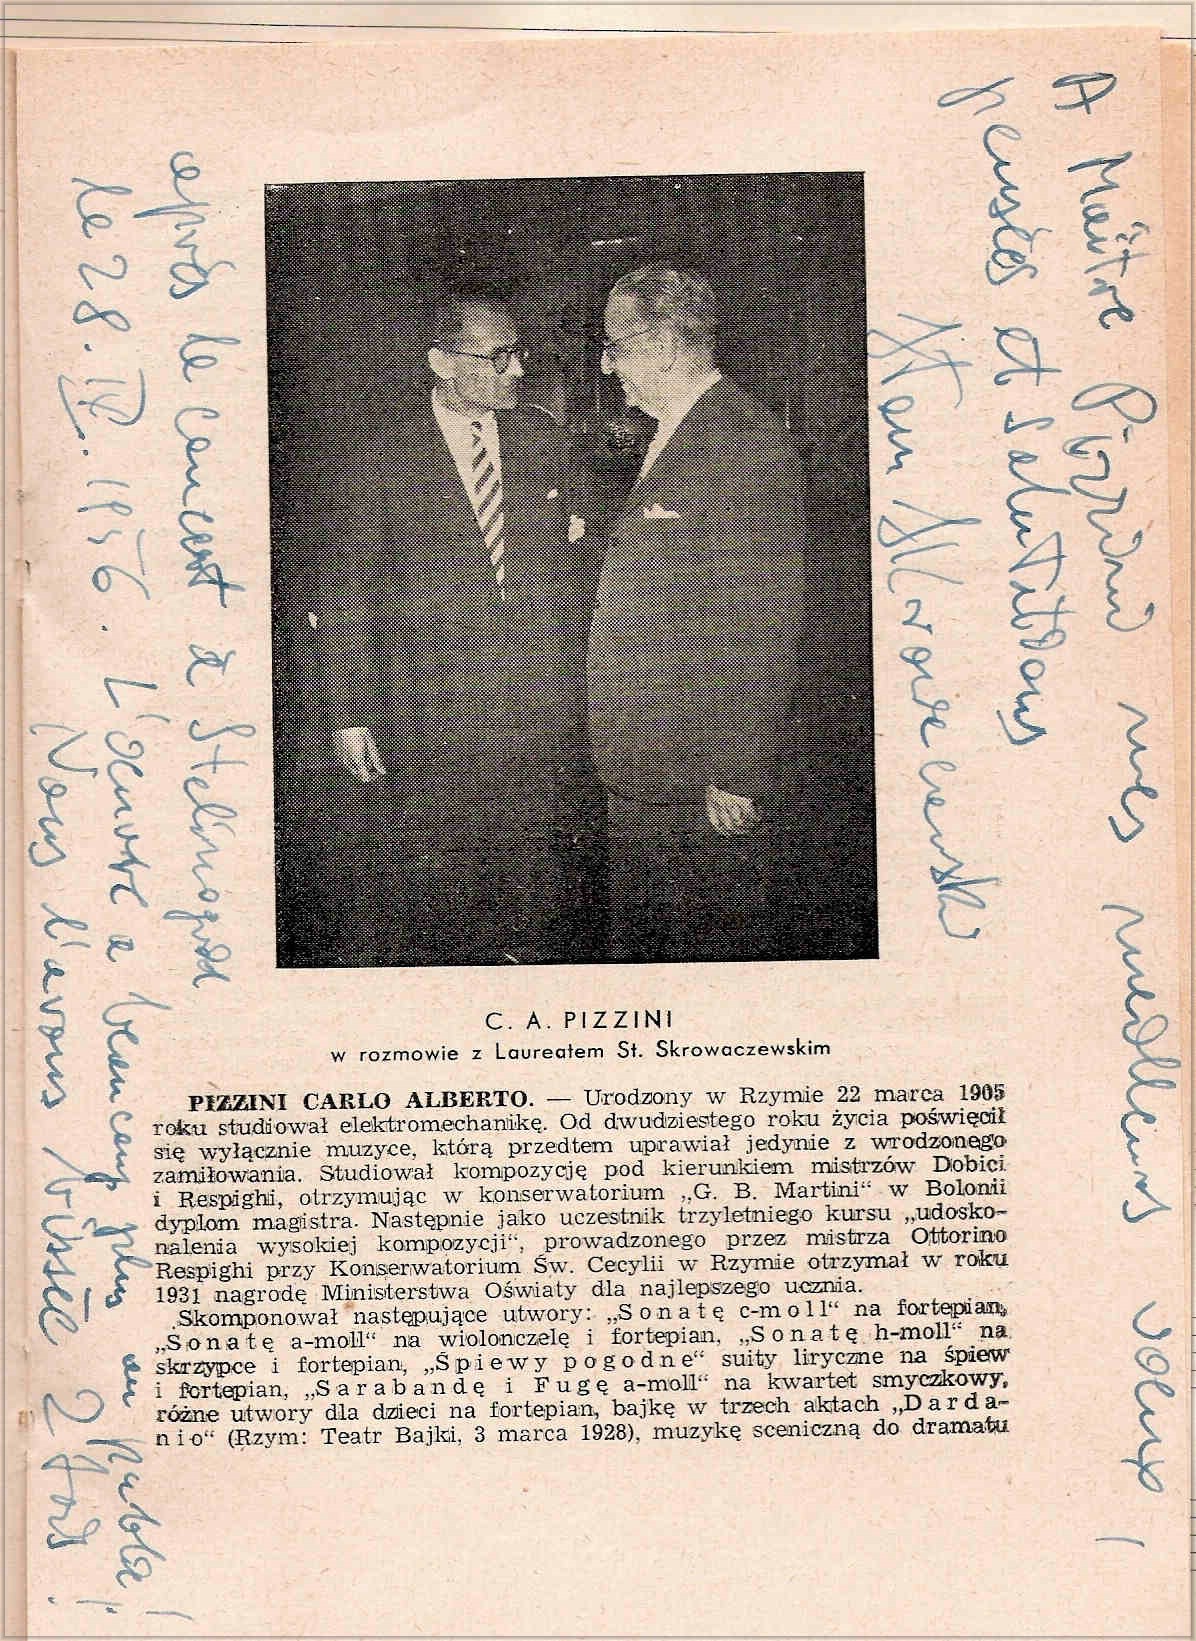 A Maître Pizzini mes meilleurs voeux,
pensées et salutations
Stan Skrowaczewski
après le concert à Stalinogród
le 28. IV. 1956. L'œuvre a beaucoup plus au public!
Nous l'avons bissée 2 fois!
C. A. PIZZINI
w rozmowie z Laureatem St. Skrowaczewskim
PIZZINI CARLO ALBERTO. — Urodzony w Rzymie 22 marca 1905
roku studiował elektromechanikę. Od dwudziestego roku życia poświęcił
się wyłącznie muzyce, którą przedtem uprawiał jedynie z wrodzonego
zamiłowania. Studiował kompozycję pod kierunkiem mistrzów Dobici
i Respighi, otrzymując w konserwatorium „G. B. Martini“ w Bolonii
dyplom magistra. Następnie jako uczestnik trzyletniego kursu „udosko-
nalenia wysokiej kompozycji“, prowadzonego przez mistrza Ottorino
Respighi przy Konserwatorium Św. Cecylii w Rzymie otrzymał w roku
1931 nagrodę Ministerstwa Oświaty dla najlepszego ucznia.
Skomponował następujące utwory: „Sonatę c-moll“ na fortepian,
„Sonatę a-moll“ na wiolonczelę i fortepian, „Sonatę h-moll“ na
skrzypce i fortepian, „Śpiewy pogodne“ suity liryczne na śpiew
i fortepian, „Sarabandę i Fugę a-moll“ na kwartet smyczkowy,
różne utwory dla dzieci na fortepian, bajkę w trzech aktach „Darda-
nio“ (Rzym: Teatr Bajki, 3 marca 1928), muzykę sceniczną do dramatu